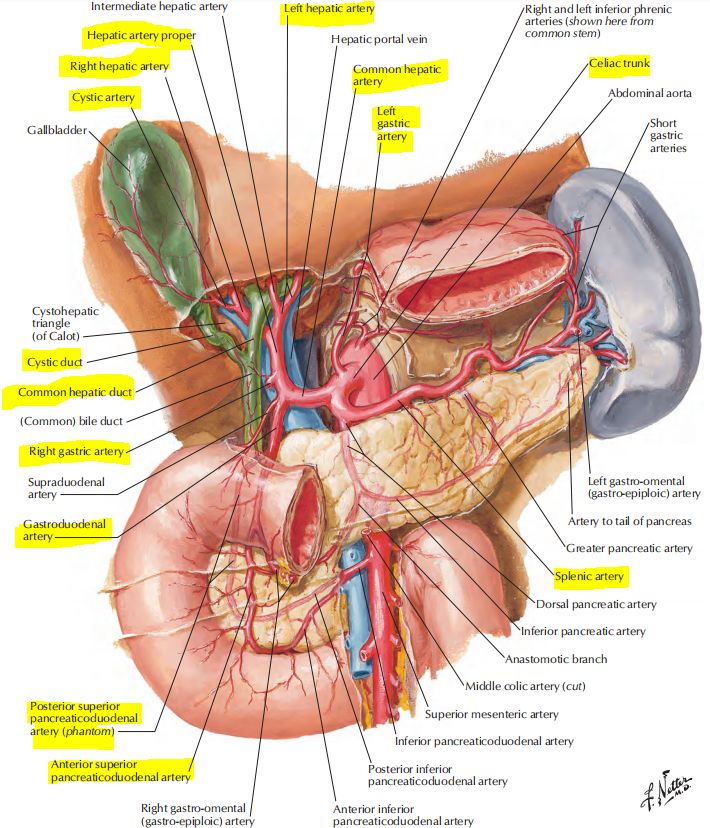 Intermediate hepatic artery
Left hepatic artery
Right and left inferior phrenic
arteries (shown here from
common stem)
Hepatic artery proper
Hepatic portal vein
Right hepatic artery
Common hepatic
artery
Celiac trunk
Cystic artery
Abdominal aorta
Left
gastric
artery
Gallbladder
Short
gastric
arteries
Cystohepatic
triangle
(of Calot)
Cystic duct
Common hepatic duct
(Common) bile duct
Right gastric artery
Supraduodenal
artery
Left gastro-omental
(gastro-epiploic) artery
Gastroduodenal
artery
Artery to tail of pancreas
Greater pancreatic artery
Splenic artery
Dorsal pancreatic artery
Inferior pancreatic artery
Anastomotic branch
Middle colic artery (cut)
Posterior superior
pancreaticoduodenal
artery (phantom)
Superior mesenteric artery
Inferior pancreaticoduodenal artery
Anterior superior
pancreaticoduodenal artery
Posterior inferior
pancreaticoduodenal artery
Right gastro-omental
(gastro-epiploic) artery
Anterior inferior
pancreaticoduodenal artery
F. Netter
M.D.